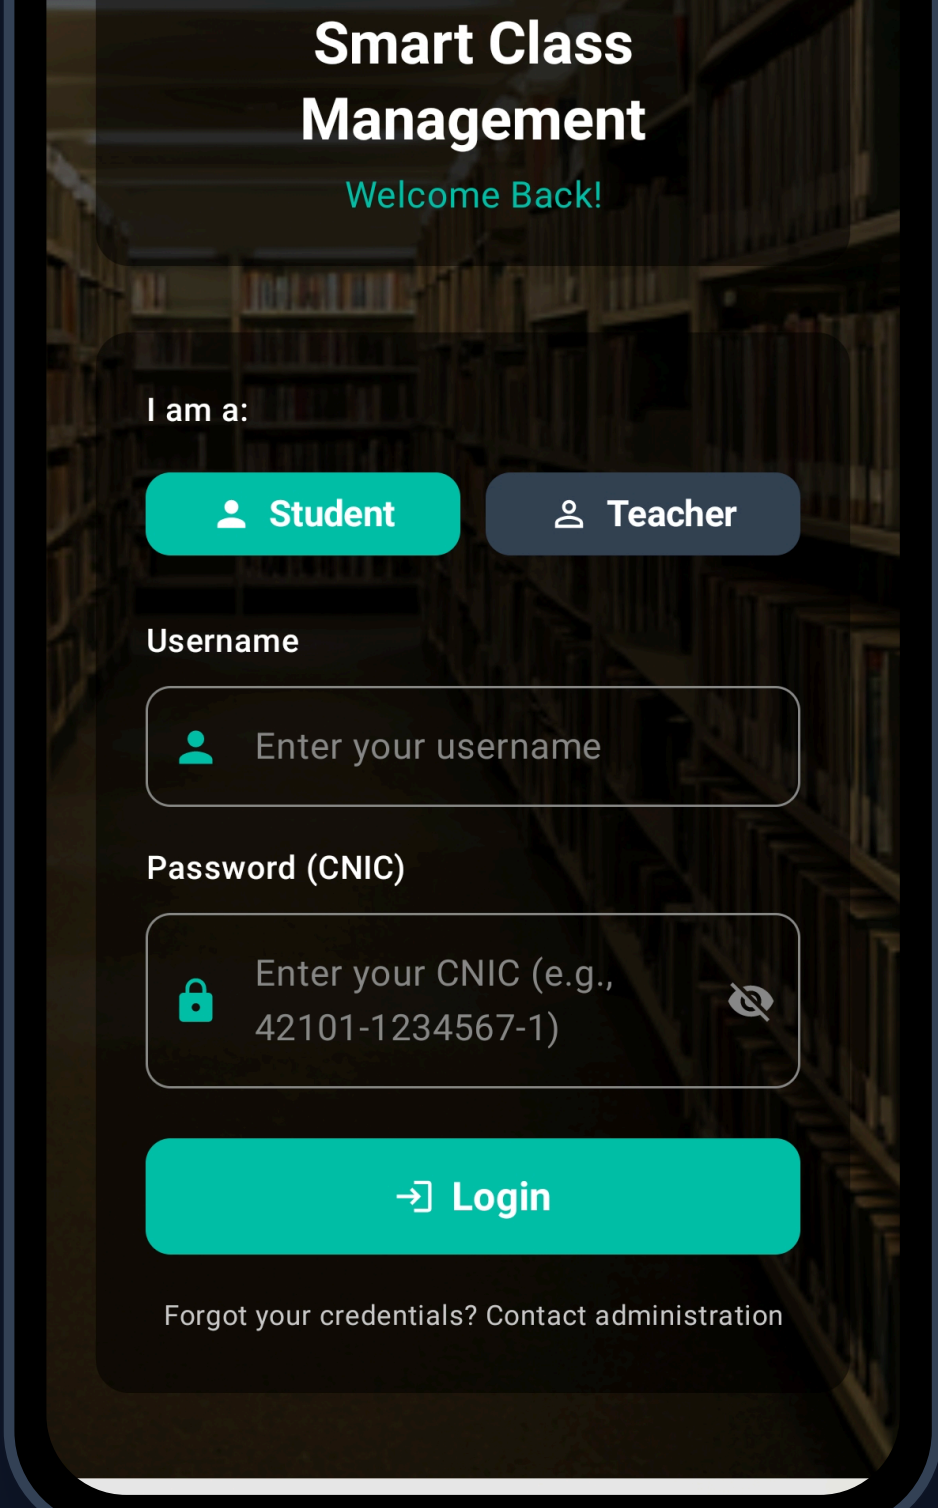 Smart Class
Management
Welcome Back!
I am a:
Student
Teacher
Username
Enter your username
Password (CNIC)
Enter your CNIC (e.g.,
42101-1234567-1)
Login
Forgot your credentials? Contact administration